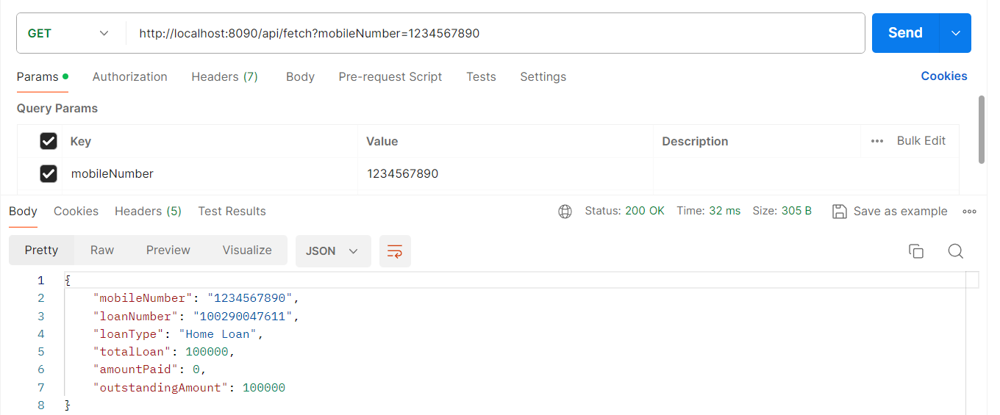 GET http://localhost:8090/api/fetch?mobileNumber=1234567890 Send
Params Authorization Headers (7) Body Pre-request Script Tests Settings Cookies
Query Params
Key Value Description Bulk Edit
mobileNumber 1234567890
Body Cookies Headers (5) Test Results Status: 200 OK Time: 32 ms Size: 305 B Save as example
Pretty Raw Preview Visualize JSON
1 {
2 "mobileNumber": "1234567890",
3 "loanNumber": "100290047611",
4 "loanType": "Home Loan",
5 "totalLoan": 100000,
6 "amountPaid": 0,
7 "outstandingAmount": 100000
8 }